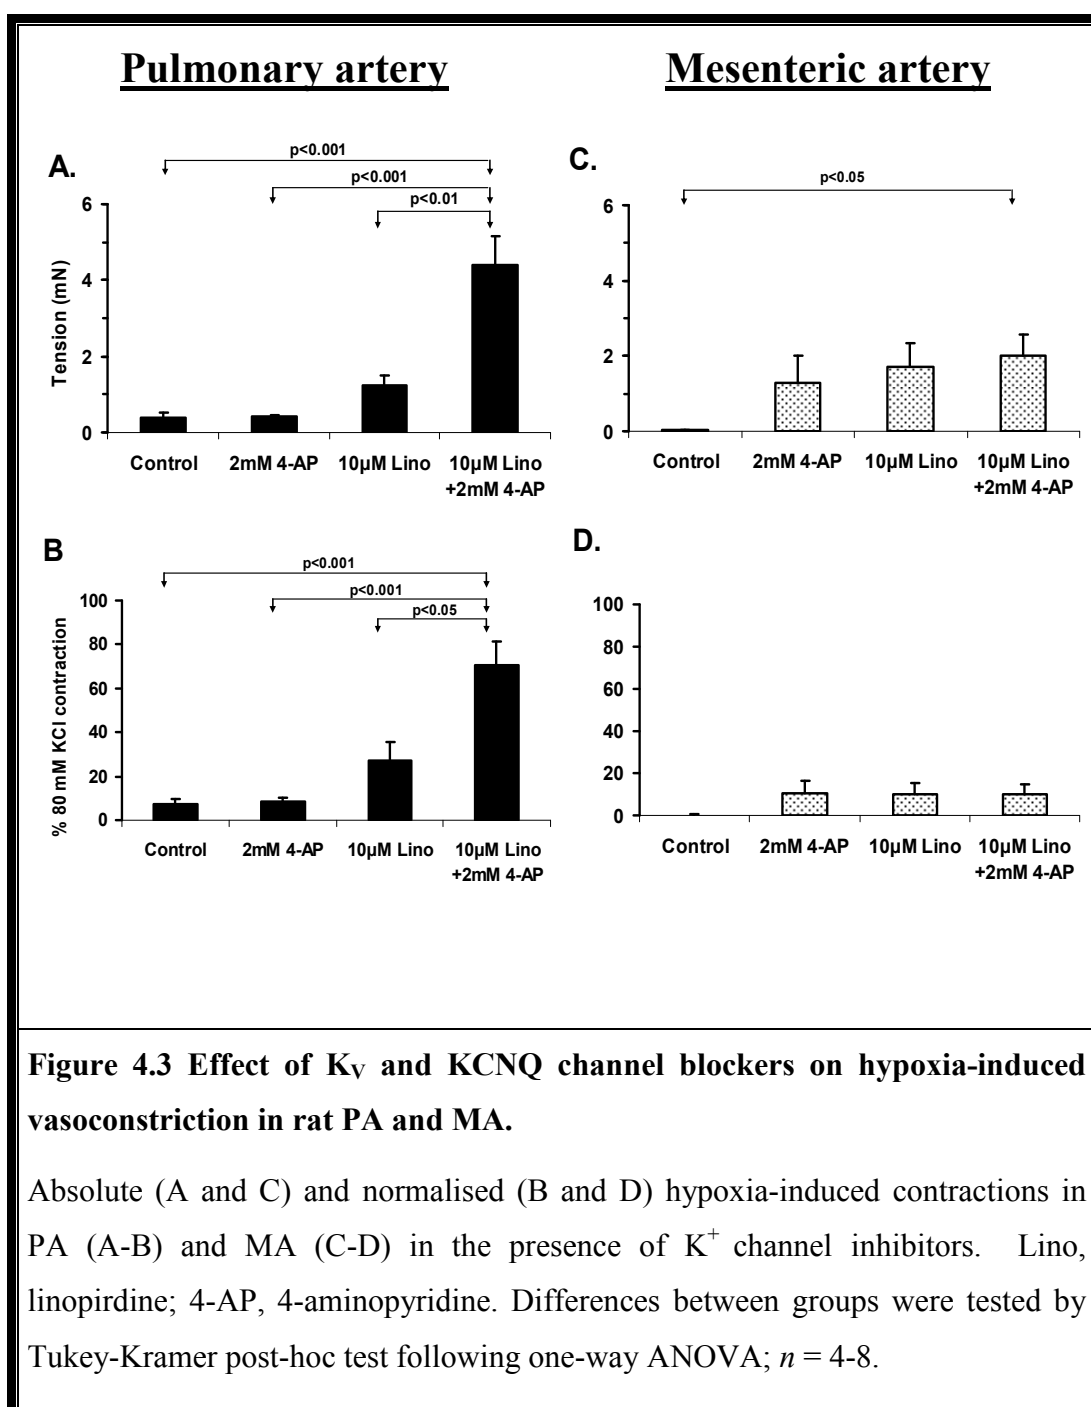 Pulmonary artery
Mesenteric artery
A.
p<0.001
p<0.001
p<0.01
6
4
2
0
Tension (mN)
Control
2mM 4-AP
10µM Lino
10µM Lino
+2mM 4-AP
C.
p<0.05
6
4
2
0
Control
2mM 4-AP
10µM Lino
10µM Lino
+2mM 4-AP
B
p<0.001
p<0.001
p<0.05
100
80
60
40
20
0
% 80 mM KCl contraction
Control
2mM 4-AP
10µM Lino
10µM Lino
+2mM 4-AP
D.
100
80
60
40
20
0
Control
2mM 4-AP
10µM Lino
10µM Lino
+2mM 4-AP
Figure 4.3 Effect of KV and KCNQ channel blockers on hypoxia-induced
vasoconstriction in rat PA and MA.
Absolute (A and C) and normalised (B and D) hypoxia-induced contractions in
PA (A-B) and MA (C-D) in the presence of K+ channel inhibitors. Lino,
linopirdine; 4-AP, 4-aminopyridine. Differences between groups were tested by
Tukey-Kramer post-hoc test following one-way ANOVA; n = 4-8.